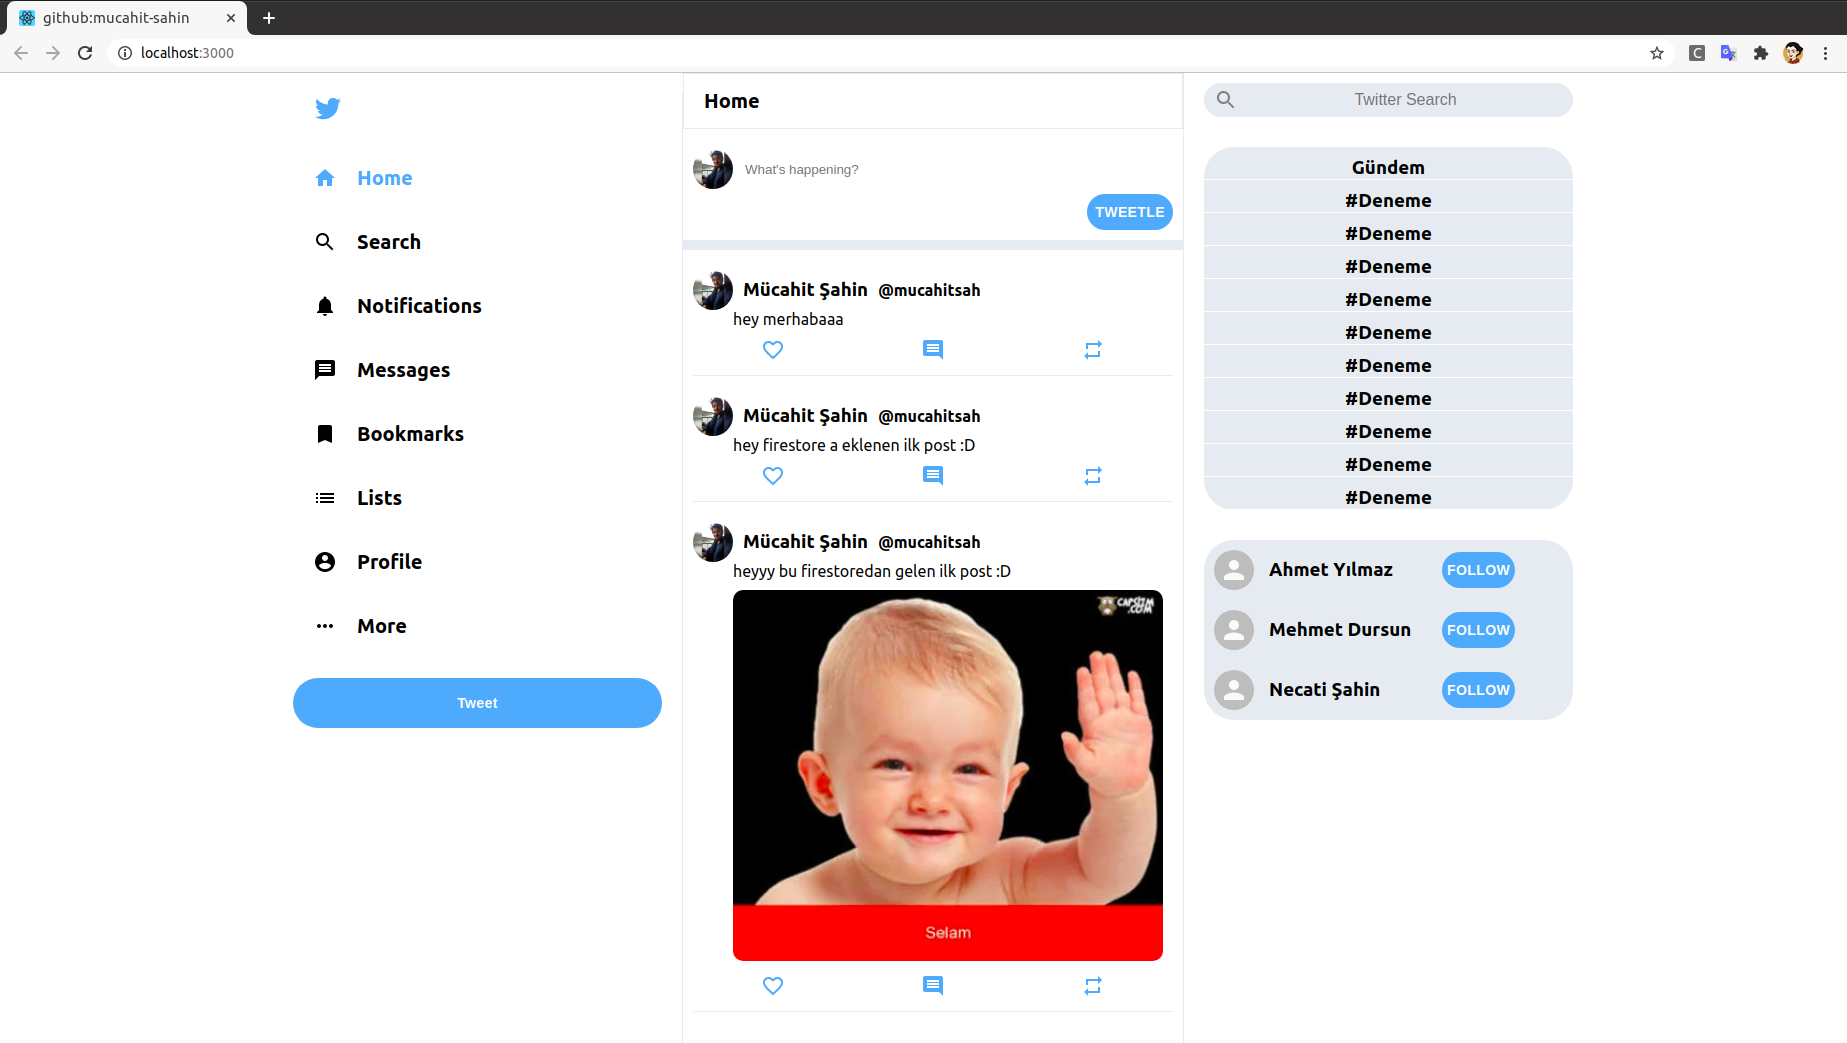 github:mucahit-sahin
localhost:3000
Home
Search
Notifications
Messages
Bookmarks
Lists
Profile
More
Tweet
Home
What's happening?
TWEETLE
Mücahit Şahin @mucahitsah
hey merhabaaa
Mücahit Şahin @mucahitsah
hey firestore a eklenen ilk post :D
Mücahit Şahin @mucahitsah
heyyy bu firestoredan gelen ilk post :D
CAPSİZM
.COM
Selam
Twitter Search
Gündem
#Deneme
#Deneme
#Deneme
#Deneme
#Deneme
#Deneme
#Deneme
#Deneme
#Deneme
#Deneme
Ahmet Yılmaz FOLLOW
Mehmet Dursun FOLLOW
Necati Şahin FOLLOW